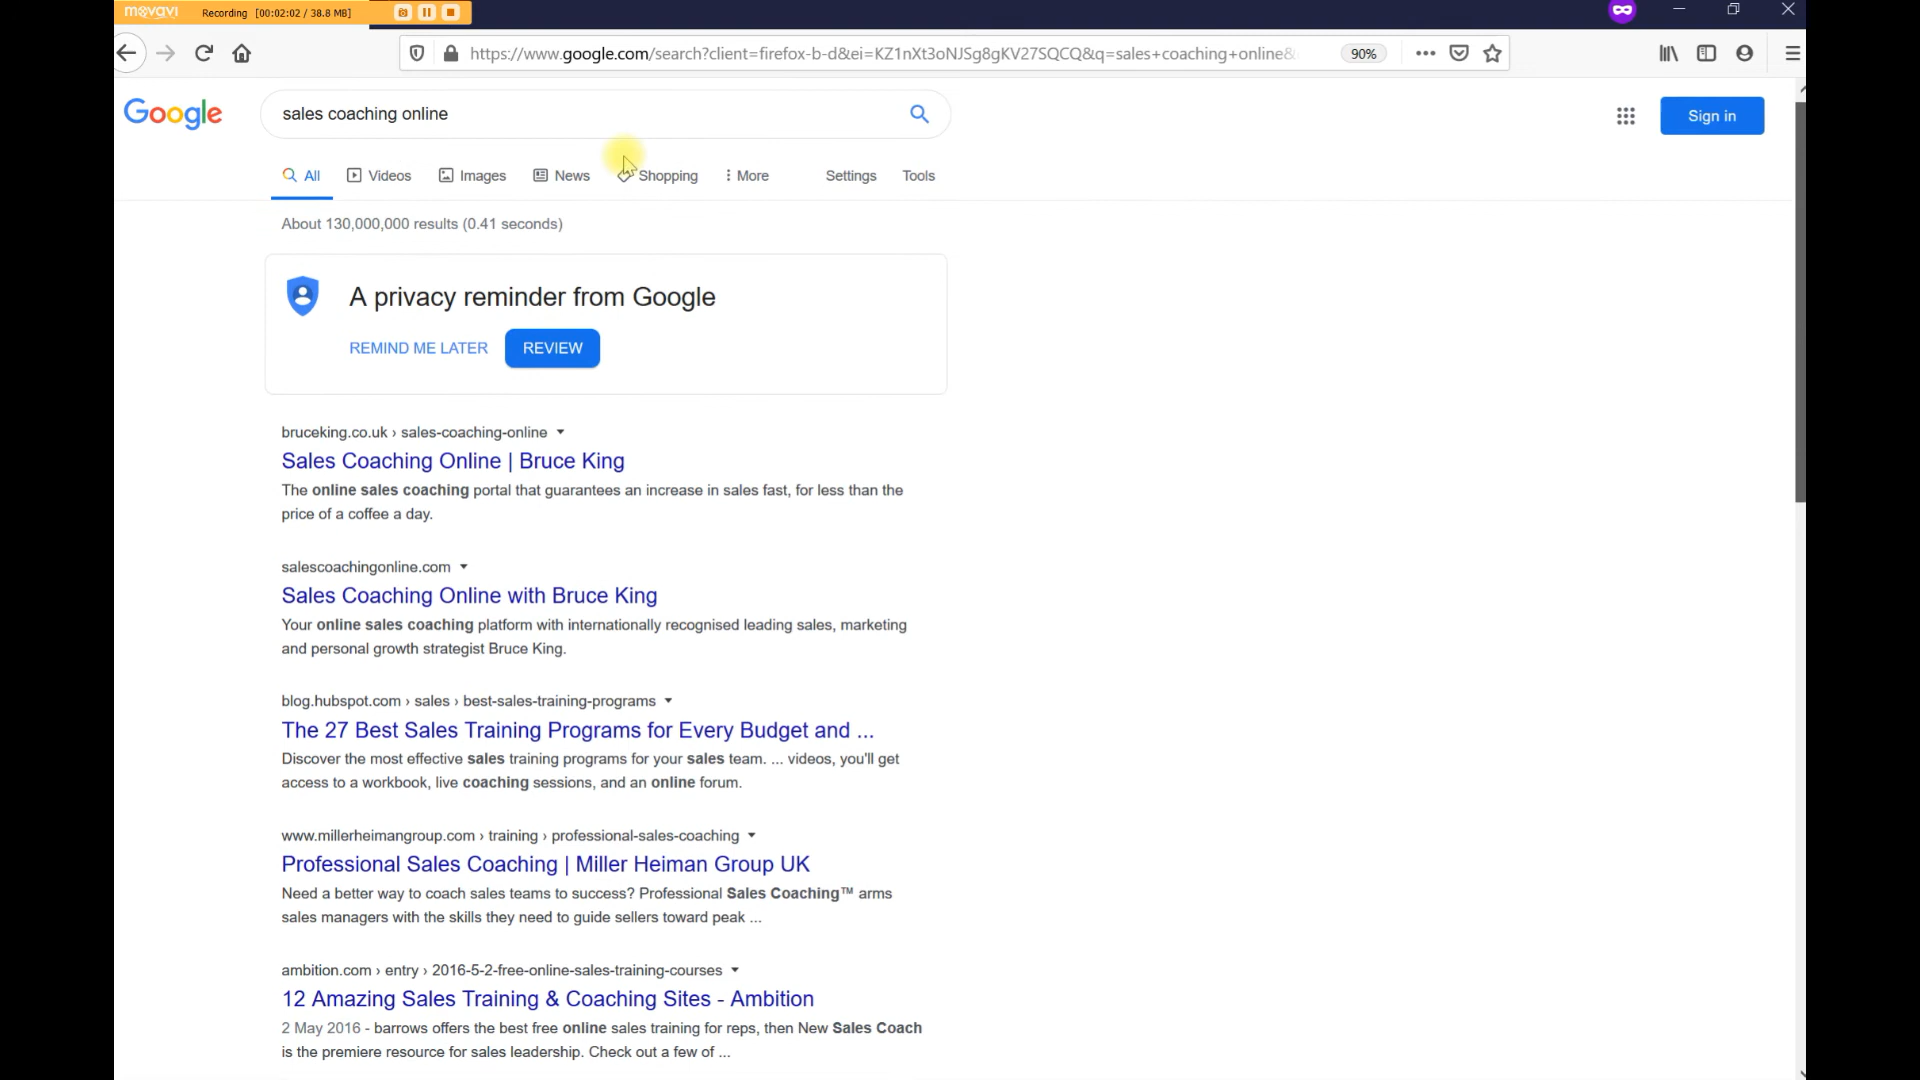 movavi Recording [00:02:02 / 38.8 MB]
https://www.google.com/search?client=firefox-b-d&ei=KZ1nXt3oNJSg8gKV27SQCQ&q=sales+coaching+online& 90%
Google sales coaching online Sign in
All Videos Images News Shopping More Settings Tools
About 130,000,000 results (0.41 seconds)
A privacy reminder from Google
REMIND ME LATER REVIEW
bruceking.co.uk › sales-coaching-online
Sales Coaching Online | Bruce King
The online sales coaching portal that guarantees an increase in sales fast, for less than the
price of a coffee a day.
salescoachingonline.com
Sales Coaching Online with Bruce King
Your online sales coaching platform with internationally recognised leading sales, marketing
and personal growth strategist Bruce King.
blog.hubspot.com › sales › best-sales-training-programs
The 27 Best Sales Training Programs for Every Budget and ...
Discover the most effective sales training programs for your sales team. ... videos, you'll get
access to a workbook, live coaching sessions, and an online forum.
www.millerheimangroup.com › training › professional-sales-coaching
Professional Sales Coaching | Miller Heiman Group UK
Need a better way to coach sales teams to success? Professional Sales Coaching™ arms
sales managers with the skills they need to guide sellers toward peak ...
ambition.com › entry › 2016-5-2-free-online-sales-training-courses
12 Amazing Sales Training & Coaching Sites - Ambition
2 May 2016 - barrows offers the best free online sales training for reps, then New Sales Coach
is the premiere resource for sales leadership. Check out a few of ...